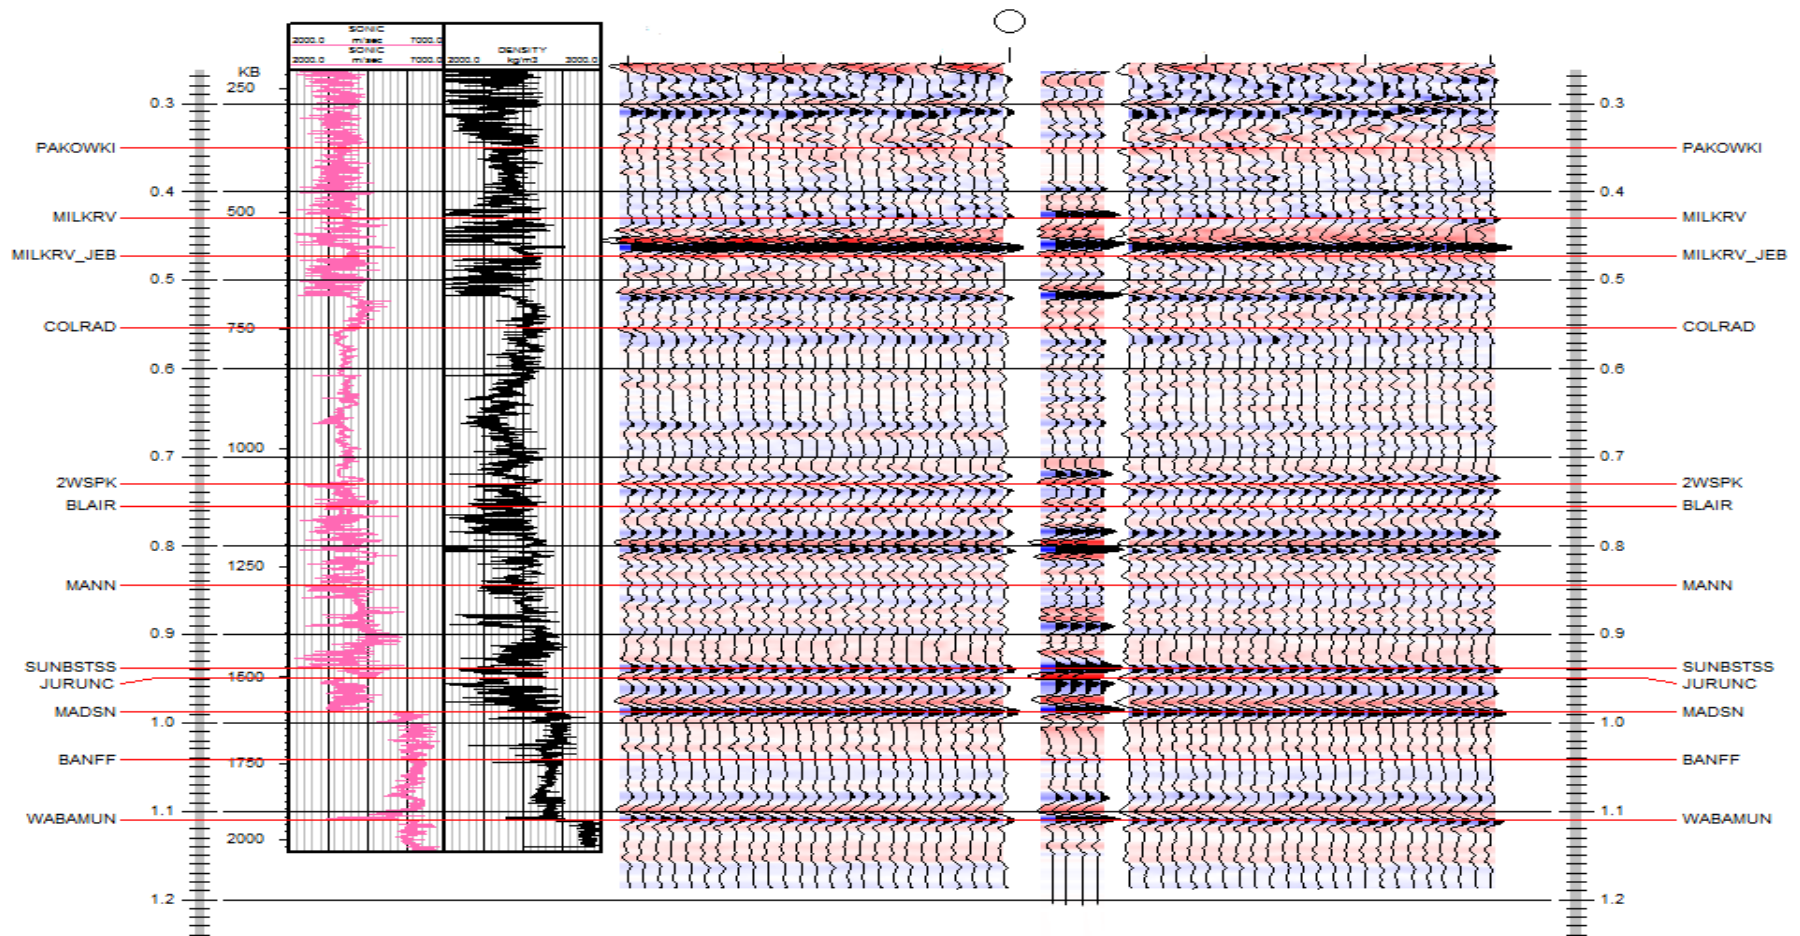 SONIC
2000.0 m/sec 7000.0
SONIC DENSITY
2000.0 m/sec 7000.0 2000.0 kg/m3 3000.0
KB
250
0.3 0.3
PAKOWKI PAKOWKI
0.4 0.4
500
MILKRV MILKRV
MILKRV_JEB MILKRV_JEB
0.5 0.5
COLRAD 750 COLRAD
0.6 0.6
1000
0.7 0.7
2WSPK 2WSPK
BLAIR BLAIR
0.8 0.8
1250
MANN MANN
0.9 0.9
SUNBSTSS SUNBSTSS
1500
JURUNC JURUNC
MADSN MADSN
1.0 1.0
BANFF 1750 BANFF
1.1 1.1
WABAMUN WABAMUN
2000
1.2 1.2